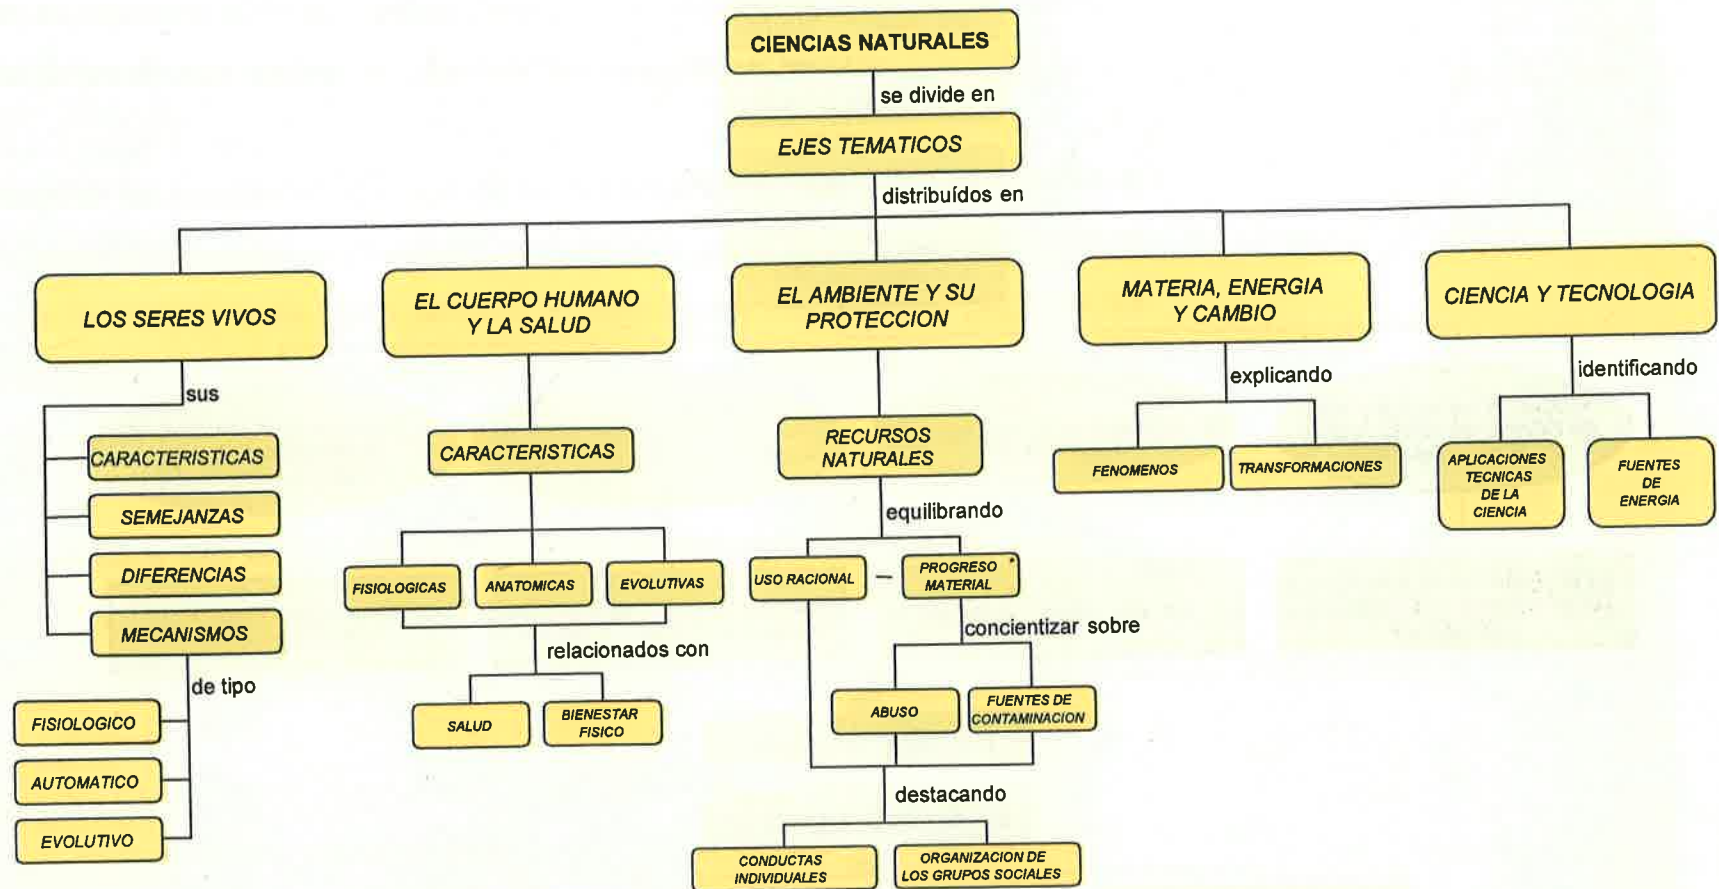 CIENCIAS NATURALES
se divide en
EJES TEMATICOS
distribuídos en
LOS SERES VIVOS
EL CUERPO HUMANO
Y LA SALUD
EL AMBIENTE Y SU
PROTECCION
MATERIA, ENERGIA
Y CAMBIO
CIENCIA Y TECNOLOGIA
sus
CARACTERISTICAS
SEMEJANZAS
DIFERENCIAS
MECANISMOS
de tipo
FISIOLOGICO
AUTOMATICO
EVOLUTIVO
CARACTERISTICAS
FISIOLOGICAS
ANATOMICAS
EVOLUTIVAS
relacionados con
SALUD
BIENESTAR
FISICO
RECURSOS
NATURALES
equilibrando
USO RACIONAL
–
PROGRESO
MATERIAL
concientizar sobre
ABUSO
FUENTES DE
CONTAMINACION
destacando
CONDUCTAS
INDIVIDUALES
ORGANIZACION DE
LOS GRUPOS SOCIALES
explicando
FENOMENOS
TRANSFORMACIONES
identificando
APLICACIONES
TECNICAS
DE LA
CIENCIA
FUENTES
DE
ENERGIA